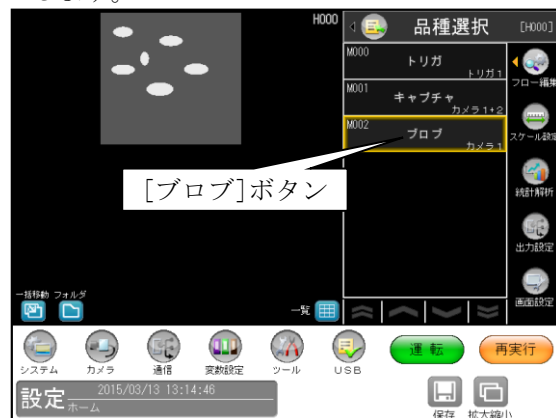 H000
品種選択
[H000]
M000
トリガ
トリガ1
フロー編集
M001
キャプチャ
カメラ1+2
M002
ブロブ
カメラ1
スケール設定
[ブロブ]ボタン
統計解析
出力設定
画面設定
一括移動 フォルダ
一覧
システム
カメラ
通信
変数設定
ツール
USB
運転
再実行
設定
2015/03/13 13:14:46
ホーム
保存
拡大縮小